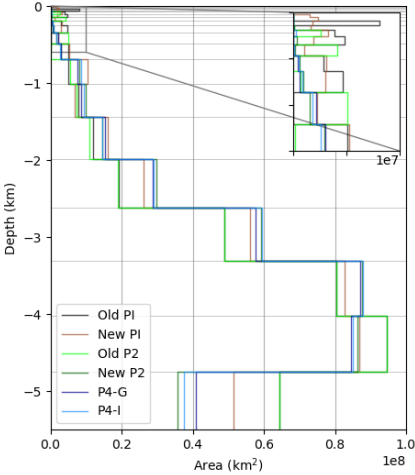 0
−1
−2
−3
−4
−5
Depth (km)
1e7
Old PI
New PI
Old P2
New P2
P4-G
P4-I
0.0 0.2 0.4 0.6 0.8 1.0
1e8
Area (km²)